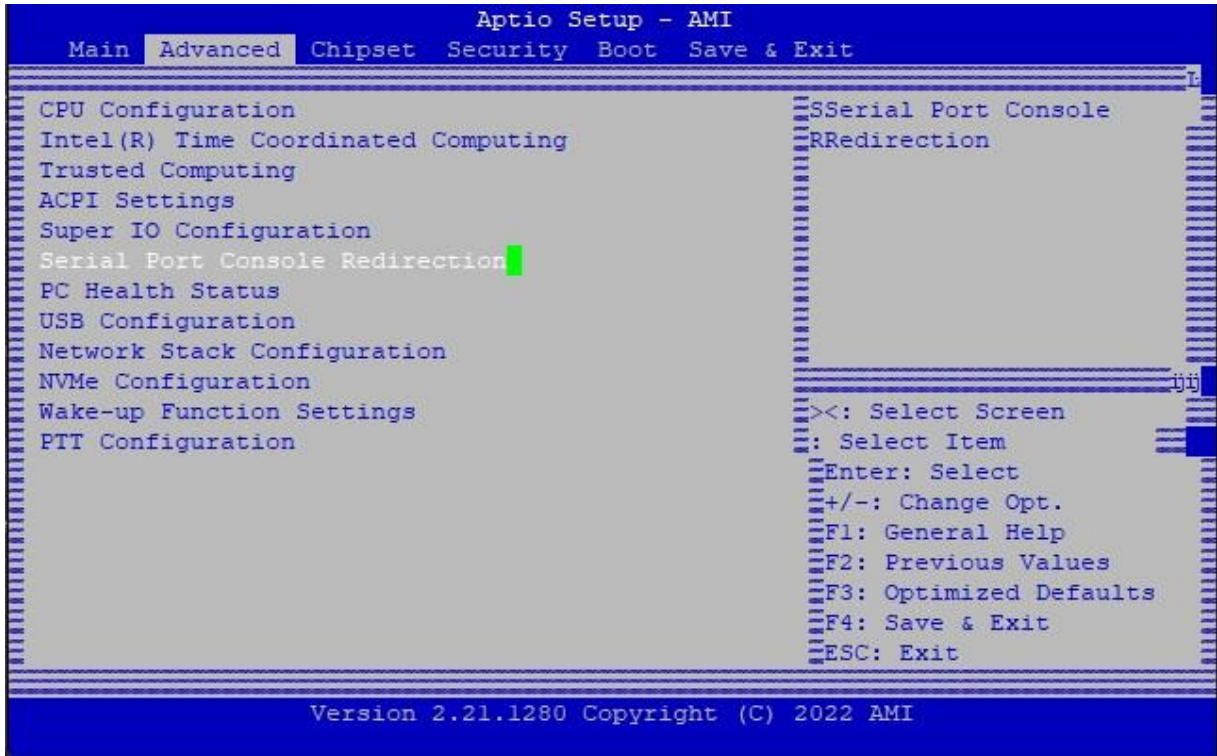 Aptio Setup - AMI
Main Advanced Chipset Security Boot Save & Exit
CPU Configuration
Intel(R) Time Coordinated Computing
Trusted Computing
ACPI Settings
Super IO Configuration
Serial Port Console Redirection
PC Health Status
USB Configuration
Network Stack Configuration
NVMe Configuration
Wake-up Function Settings
PTT Configuration
SSerial Port Console
RRedirection
><: Select Screen
: Select Item
Enter: Select
+/-: Change Opt.
F1: General Help
F2: Previous Values
F3: Optimized Defaults
F4: Save & Exit
ESC: Exit
Version 2.21.1280 Copyright (C) 2022 AMI